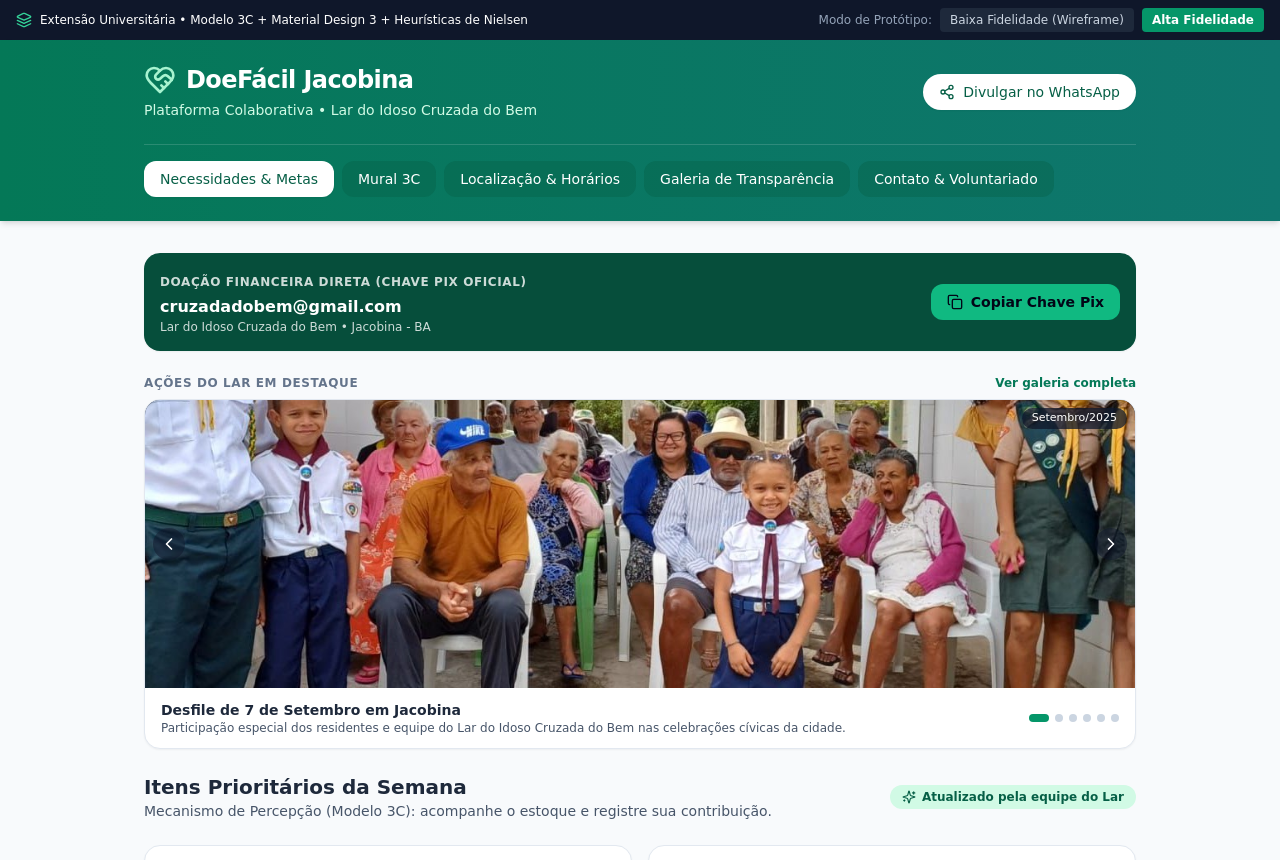 Extensão Universitária • Modelo 3C + Material Design 3 + Heurísticas de Nielsen
Modo de Protótipo:
Baixa Fidelidade (Wireframe)
Alta Fidelidade
DoeFácil Jacobina
Plataforma Colaborativa • Lar do Idoso Cruzada do Bem
Divulgar no WhatsApp
Necessidades & Metas
Mural 3C
Localização & Horários
Galeria de Transparência
Contato & Voluntariado
DOAÇÃO FINANCEIRA DIRETA (CHAVE PIX OFICIAL)
cruzadadobem@gmail.com
Lar do Idoso Cruzada do Bem • Jacobina - BA
Copiar Chave Pix
AÇÕES DO LAR EM DESTAQUE
Ver galeria completa
Setembro/2025
NIKE
Desfile de 7 de Setembro em Jacobina
Participação especial dos residentes e equipe do Lar do Idoso Cruzada do Bem nas celebrações cívicas da cidade.
Itens Prioritários da Semana
Mecanismo de Percepção (Modelo 3C): acompanhe o estoque e registre sua contribuição.
Atualizado pela equipe do Lar